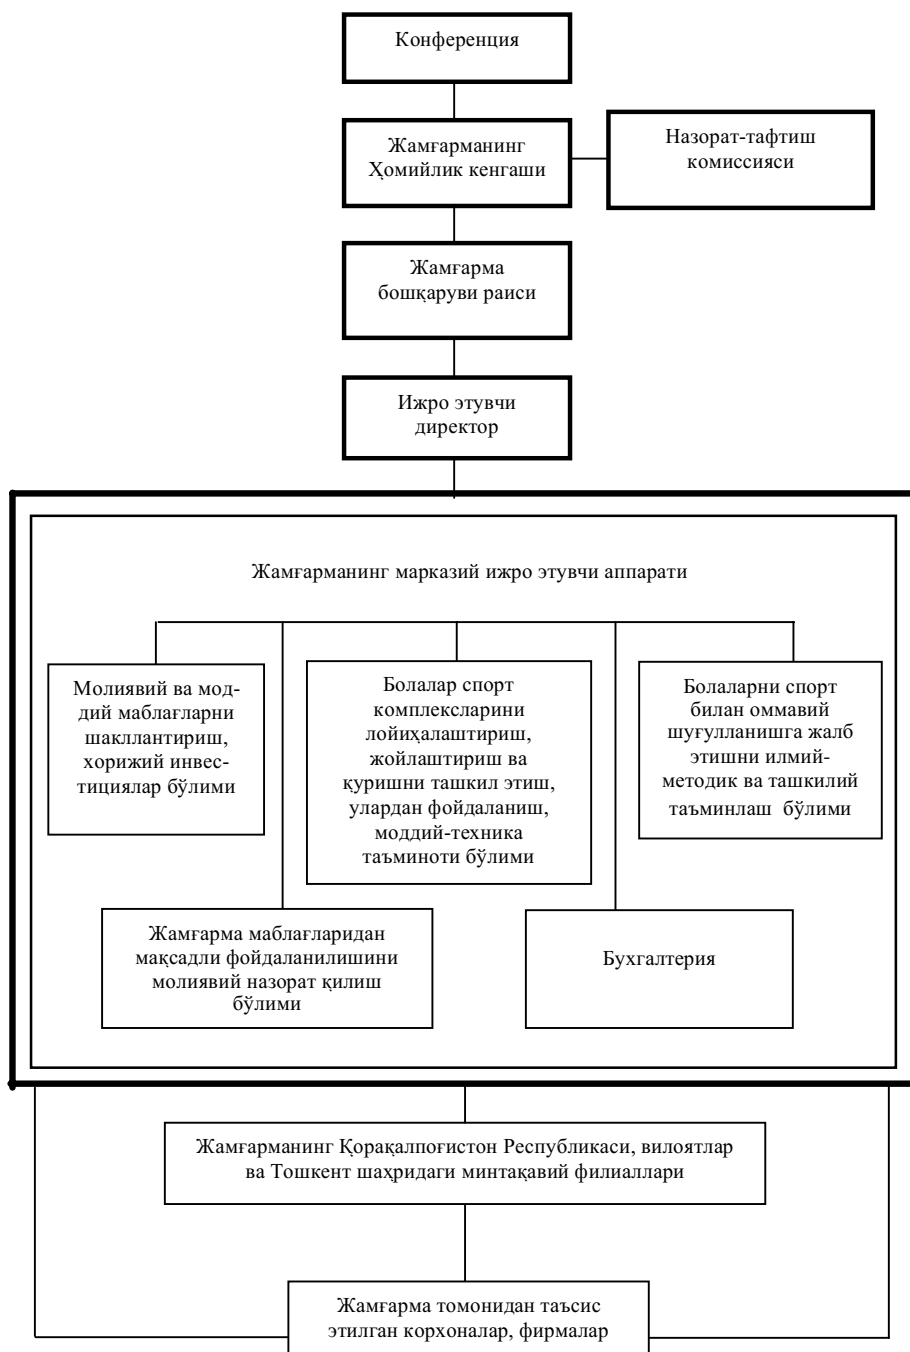 Конференция
Жамғарманинг
Ҳомийлик кенгаши
Назорат-тафтиш
комиссияси
Жамғарма
бошқаруви раиси
Ижро этувчи
директор
Жамғарманинг марказий ижро этувчи аппарати
Молиявий ва мод-
дий маблағларни
шакллантириш,
хорижий инвес-
тициялар бўлими
Болалар спорт
комплексларини
лойиҳалаштириш,
жойлаштириш ва
қуришни ташкил этиш,
улардан фойдаланиш,
моддий-техника
таъминоти бўлими
Болаларни спорт
билан оммавий
шуғулланишга жалб
этишни илмий-
методик ва ташкилий
таъминлаш бўлими
Жамғарма маблағларидан
мақсадли фойдаланилишини
молиявий назорат қилиш
бўлими
Бухгалтерия
Жамғарманинг Қорақалпоғистон Республикаси, вилоятлар
ва Тошкент шаҳридаги минтақавий филиаллари
Жамғарма томонидан таъсис
этилган корхоналар, фирмалар